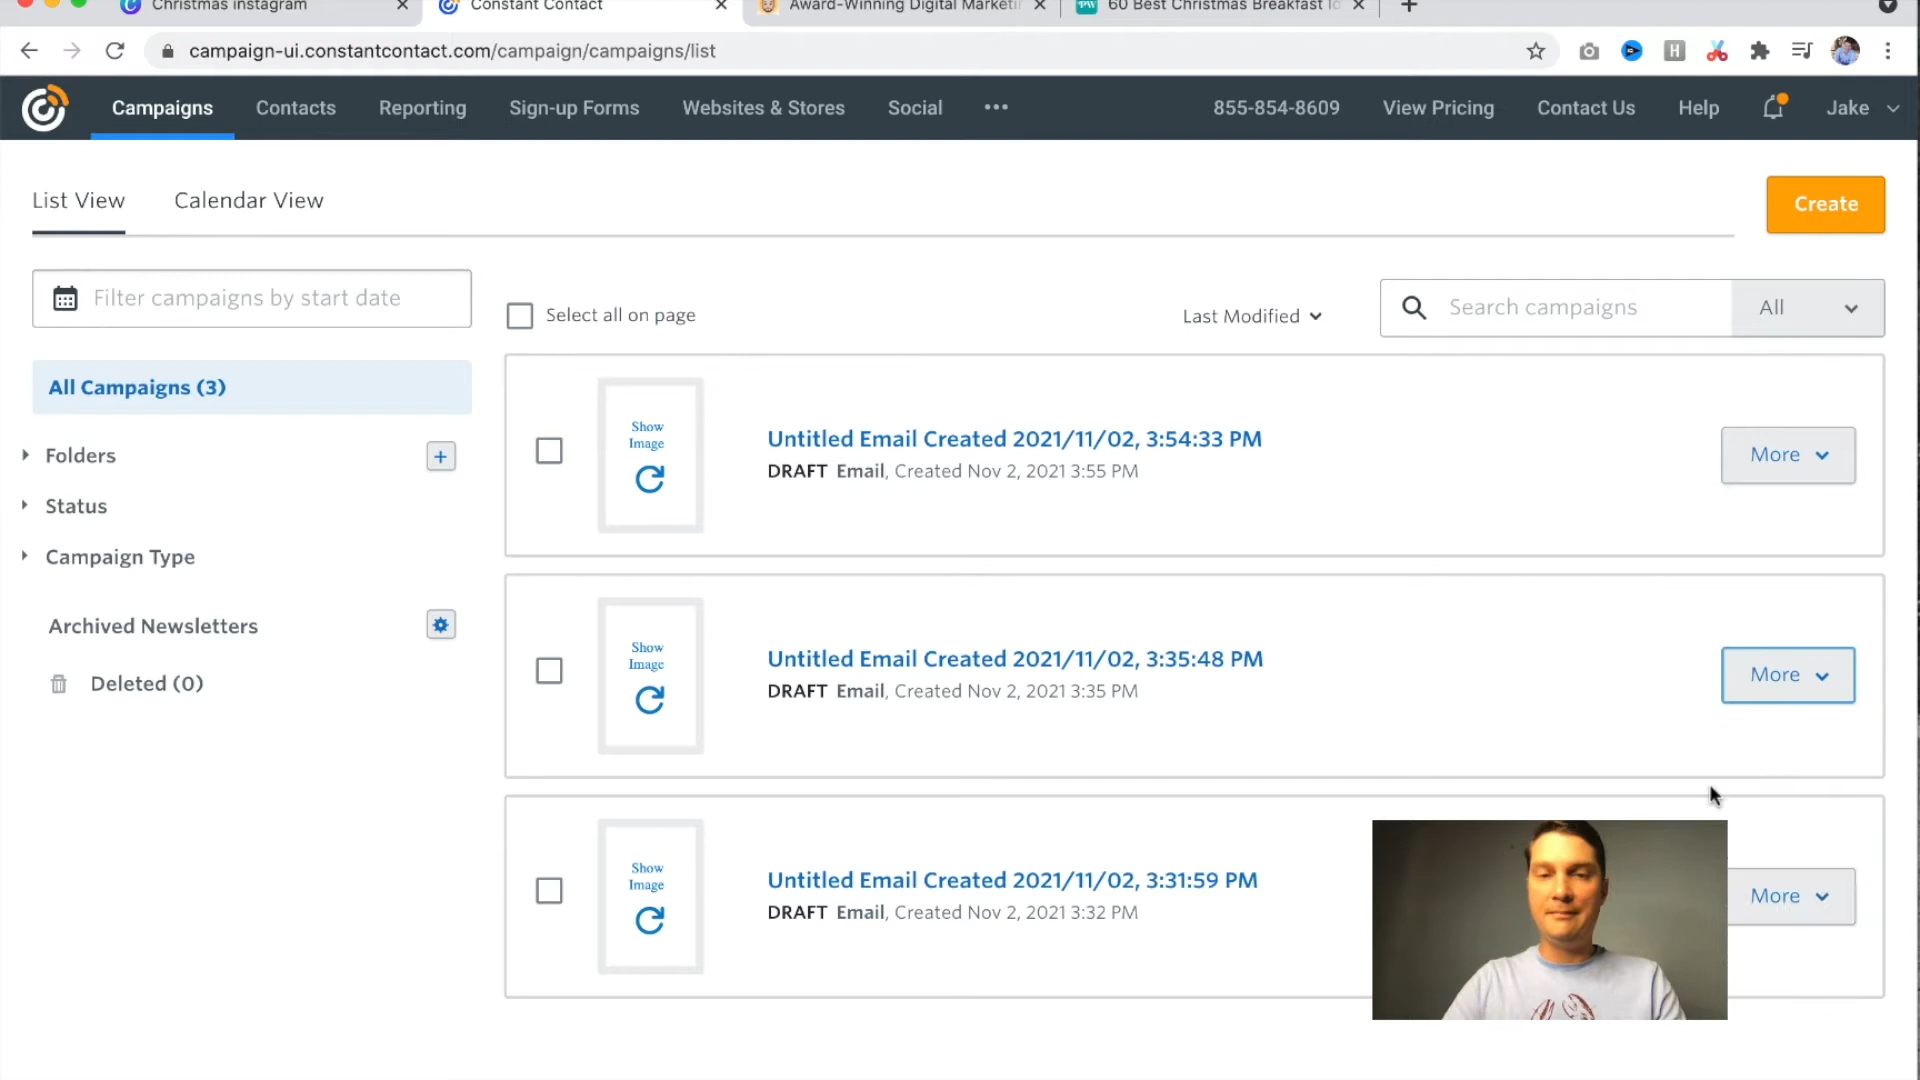 Christmas instagram
Constant Contact
Award-Winning Digital Marketi
60 Best Christmas Breakfast Id
campaign-ui.constantcontact.com/campaign/campaigns/list
Campaigns Contacts Reporting Sign-up Forms Websites & Stores Social ••• 855-854-8609 View Pricing Contact Us Help Jake
List View Calendar View
Create
Filter campaigns by start date
Select all on page
Last Modified
Search campaigns
All
All Campaigns (3)
Folders
Status
Campaign Type
Archived Newsletters
Deleted (0)
Show
Image
Untitled Email Created 2021/11/02, 3:54:33 PM
DRAFT Email, Created Nov 2, 2021 3:55 PM
More
Show
Image
Untitled Email Created 2021/11/02, 3:35:48 PM
DRAFT Email, Created Nov 2, 2021 3:35 PM
More
Show
Image
Untitled Email Created 2021/11/02, 3:31:59 PM
DRAFT Email, Created Nov 2, 2021 3:32 PM
More